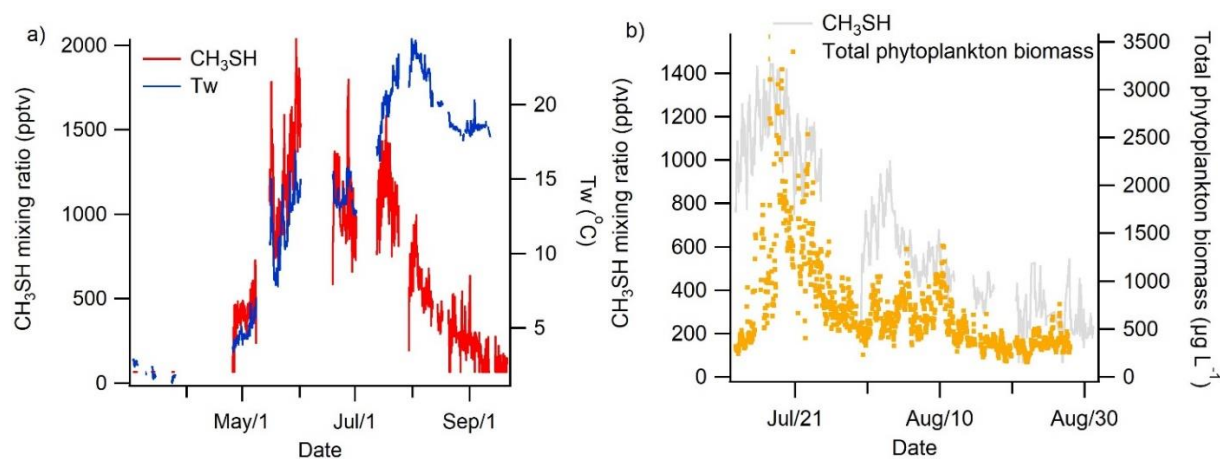 a)
CH₃SH
Tw
CH₃SH mixing ratio (pptv)
2000
1500
1000
500
0
20
15
10
5
Tw (°C)
May/1
Jul/1
Sep/1
Date
b)
CH₃SH
Total phytoplankton biomass
CH₃SH mixing ratio (pptv)
1400
1200
1000
800
600
400
200
0
3500
3000
2500
2000
1500
1000
500
0
Total phytoplankton biomass (µg L⁻¹)
Jul/21
Aug/10
Aug/30
Date